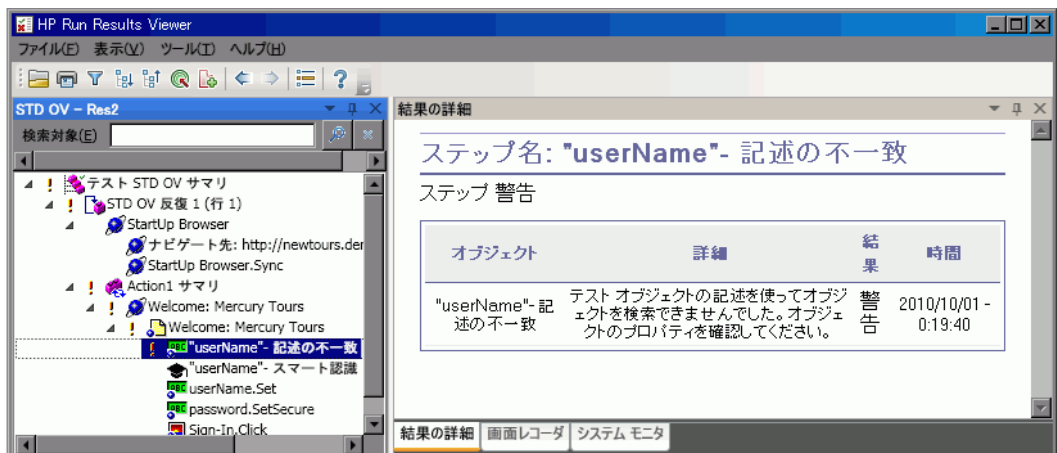 HP Run Results Viewer
ファイル(F) 表示(V) ツール(T) ヘルプ(H)
STD OV – Res2
検索対象(E)
テスト STD OV サマリ
STD OV 反復 1 (行 1)
StartUp Browser
ナビゲート先: http://newtours.der
StartUp Browser.Sync
Action1 サマリ
Welcome: Mercury Tours
Welcome: Mercury Tours
"userName"- 記述の不一致
"userName"- スマート認識
userName.Set
password.SetSecure
Sign-In.Click
結果の詳細
ステップ名: "userName"- 記述の不一致
ステップ 警告
オブジェクト 詳細 結果 時間
"userName"- 記述の不一致
テスト オブジェクトの記述を使ってオブジ
ェクトを検索できませんでした。オブジェ
クトのプロパティを確認してください。
警告
2010/10/01 -
0:19:40
結果の詳細 画面レコーダ システム モニタ